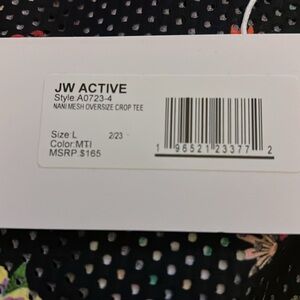 JW ACTIVE
Style:A0723-4
NANI MESH OVERSIZE CROP TEE
Size:L 2/23
Color:MTI
MSRP:$165
1 96521 23377 2